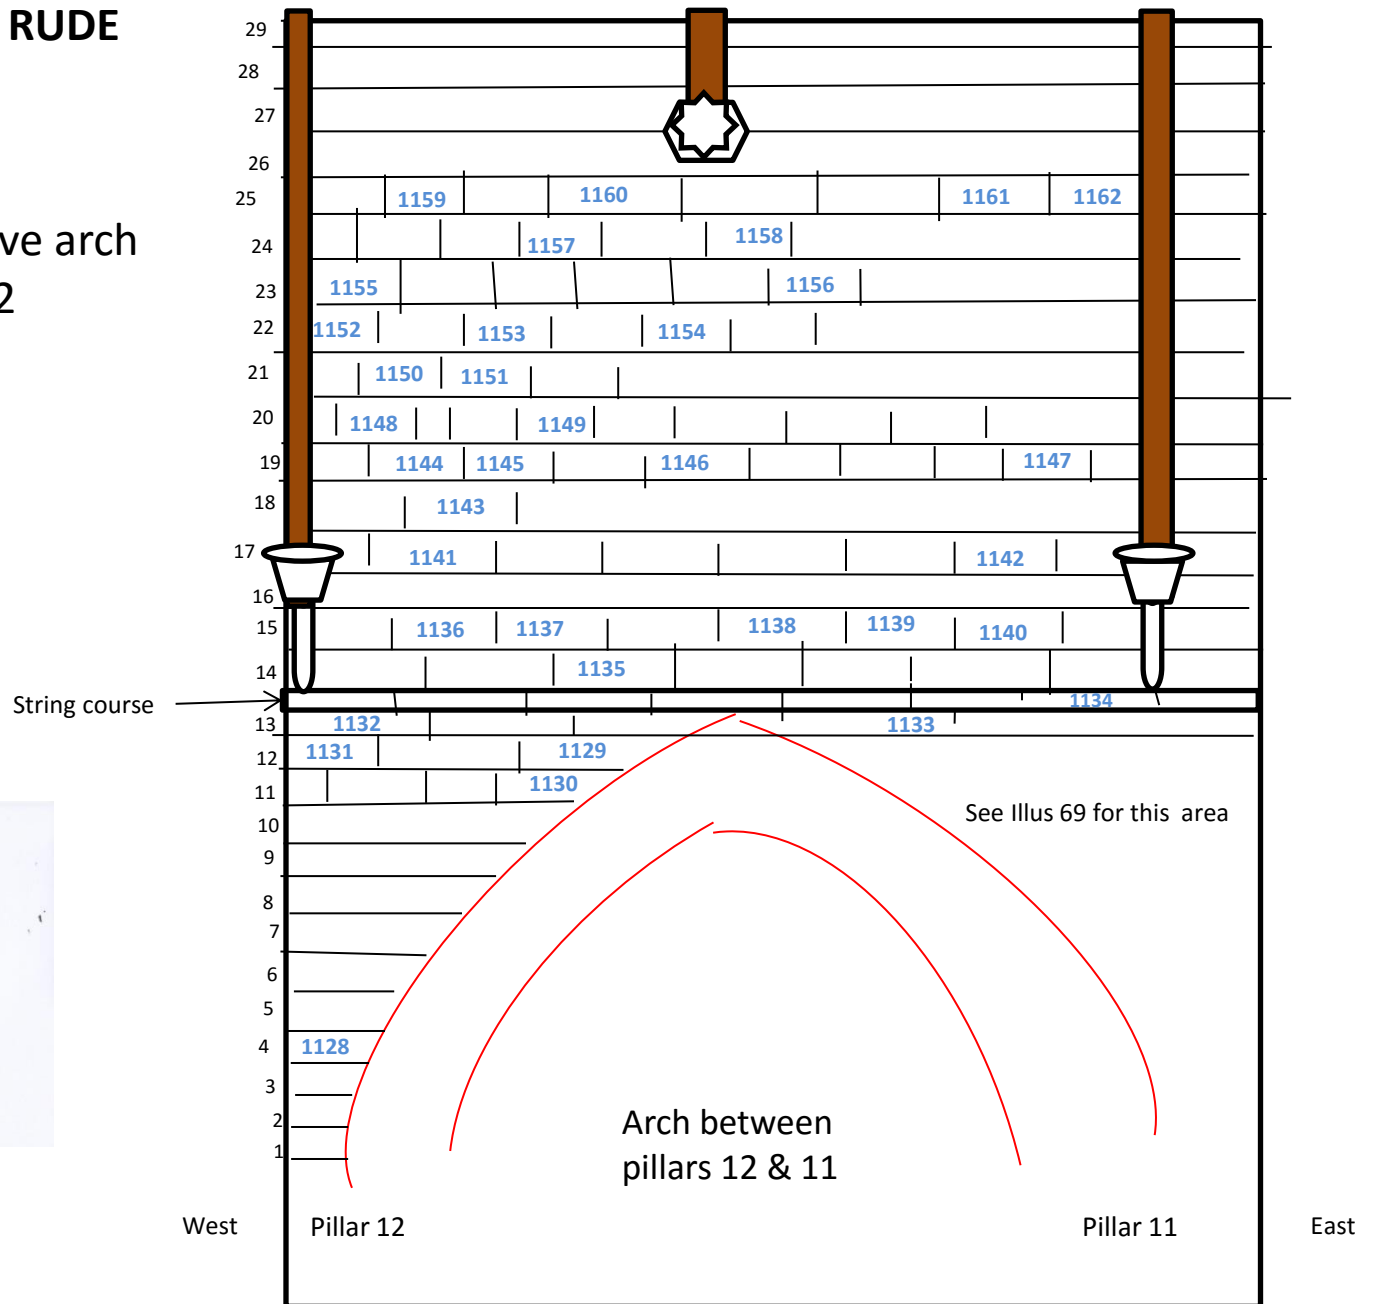 RUDE
ve arch
2
29
28
27
26
25 1159 1160 1161 1162
24 1157 1158
23 1155 1156
22 1152 1153 1154
21 1150 1151
20 1148 1149
19 1144 1145 1146 1147
18 1143
17 1141 1142
16
15 1136 1137 1138 1139 1140
14 1135
String course 1134
13 1132 1133
12 1131 1129
11 1130
See Illus 69 for this area
10
9
8
7
6
5
4 1128
3
2
1
Arch between
pillars 12 & 11
West Pillar 12 Pillar 11 East